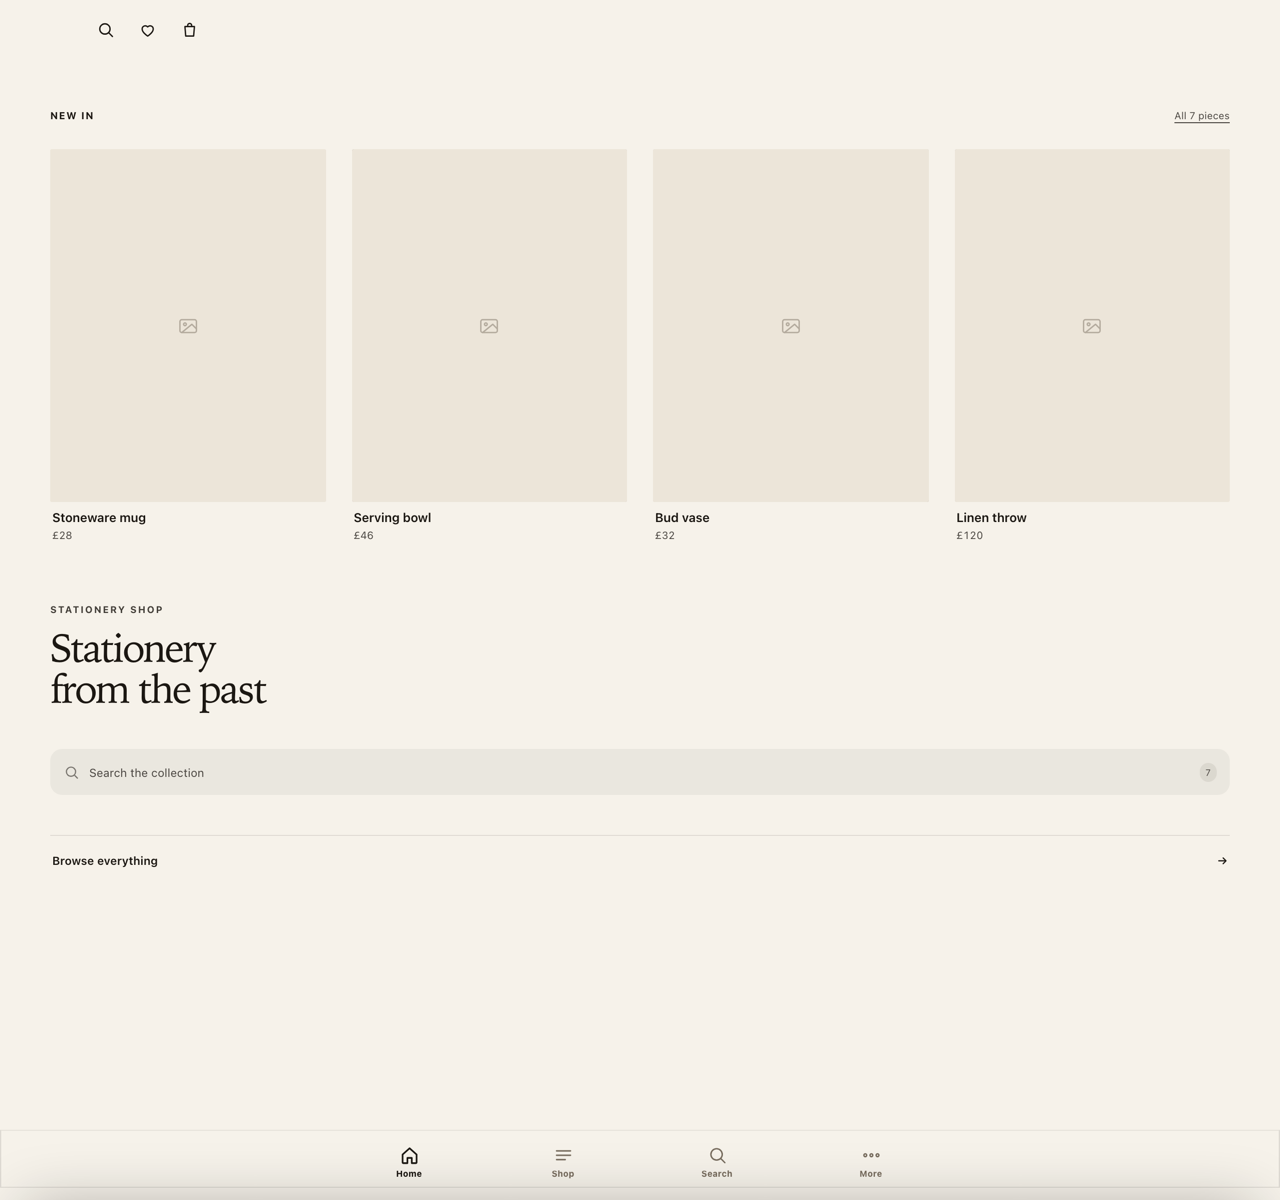 NEW IN
All 7 pieces
Stoneware mug
£28
Serving bowl
£46
Bud vase
£32
Linen throw
£120
STATIONERY SHOP
Stationery
from the past
Search the collection
7
Browse everything
Home
Shop
Search
More